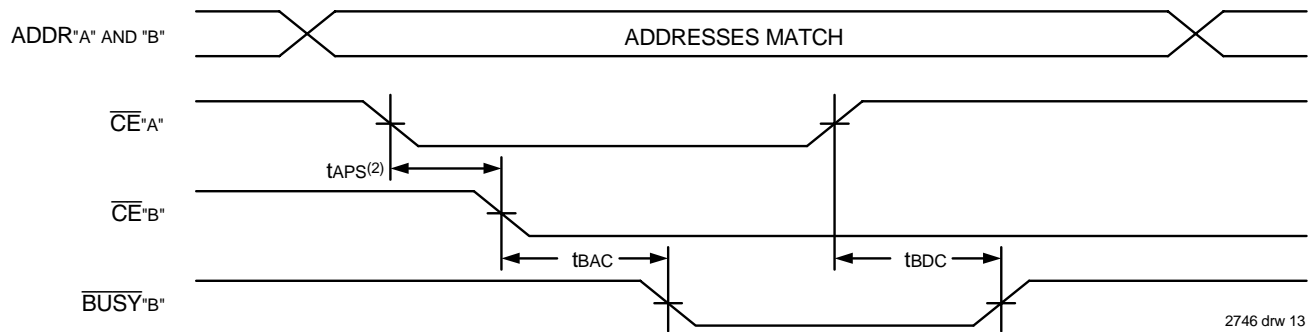 ADDR"A" AND "B"
ADDRESSES MATCH
CE"A"
tAPS(2)
CE"B"
tBAC
tBDC
BUSY"B"
2746 drw 13